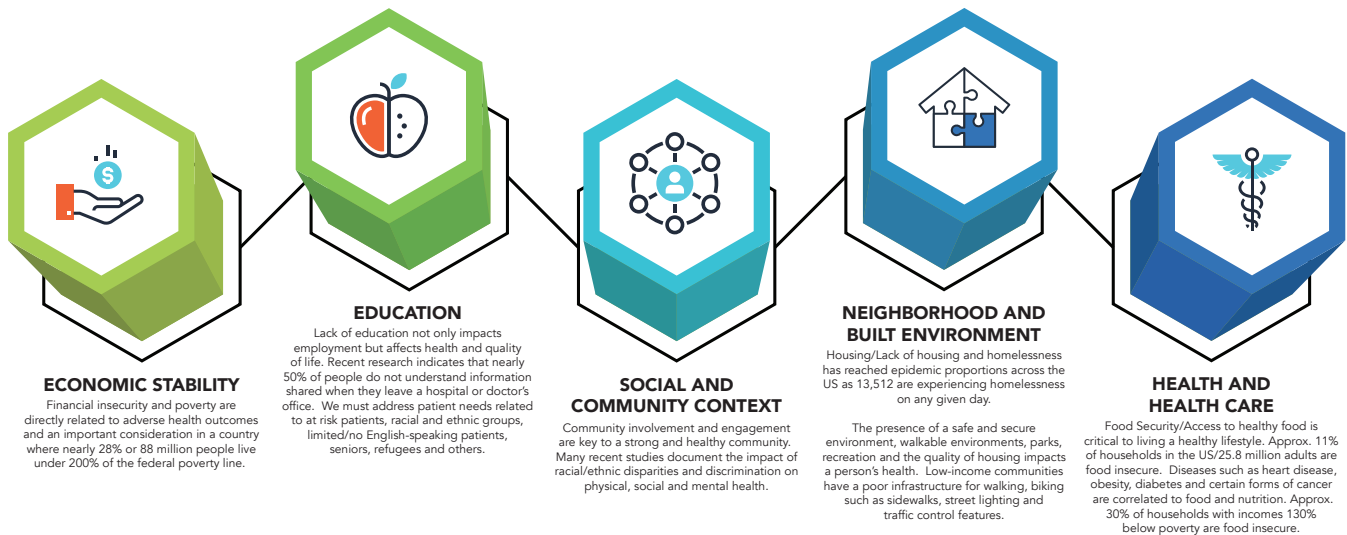 ECONOMIC STABILITY
Financial insecurity and poverty are
directly related to adverse health outcomes
and an important consideration in a country
where nearly 28% or 88 million people live
under 200% of the federal poverty line.
EDUCATION
Lack of education not only impacts
employment but affects health and quality
of life. Recent research indicates that nearly
50% of people do not understand information
shared when they leave a hospital or doctor's
office. We must address patient needs related
to at risk patients, racial and ethnic groups,
limited/no English-speaking patients,
seniors, refugees and others.
SOCIAL AND
COMMUNITY CONTEXT
Community involvement and engagement
are key to a strong and healthy community.
Many recent studies document the impact of
racial/ethnic disparities and discrimination on
physical, social and mental health.
NEIGHBORHOOD AND
BUILT ENVIRONMENT
Housing/Lack of housing and homelessness
has reached epidemic proportions across the
US as 13,512 are experiencing homelessness
on any given day.
The presence of a safe and secure
environment, walkable environments, parks,
recreation and the quality of housing impacts
a person's health. Low-income communities
have a poor infrastructure for walking, biking
such as sidewalks, street lighting and
traffic control features.
HEALTH AND
HEALTH CARE
Food Security/Access to healthy food is
critical to living a healthy lifestyle. Approx. 11%
of households in the US/25.8 million adults are
food insecure. Diseases such as heart disease,
obesity, diabetes and certain forms of cancer
are correlated to food and nutrition. Approx.
30% of households with incomes 130%
below poverty are food insecure.
$